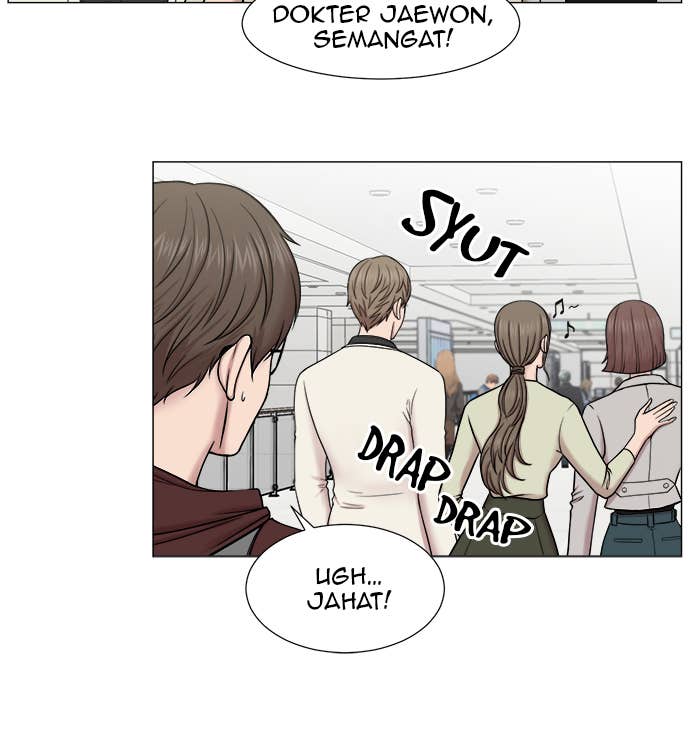 DOKTER JAEWON,
SEMANGAT!
SYUT
DRAP
DRAP
UGH...
JAHAT!